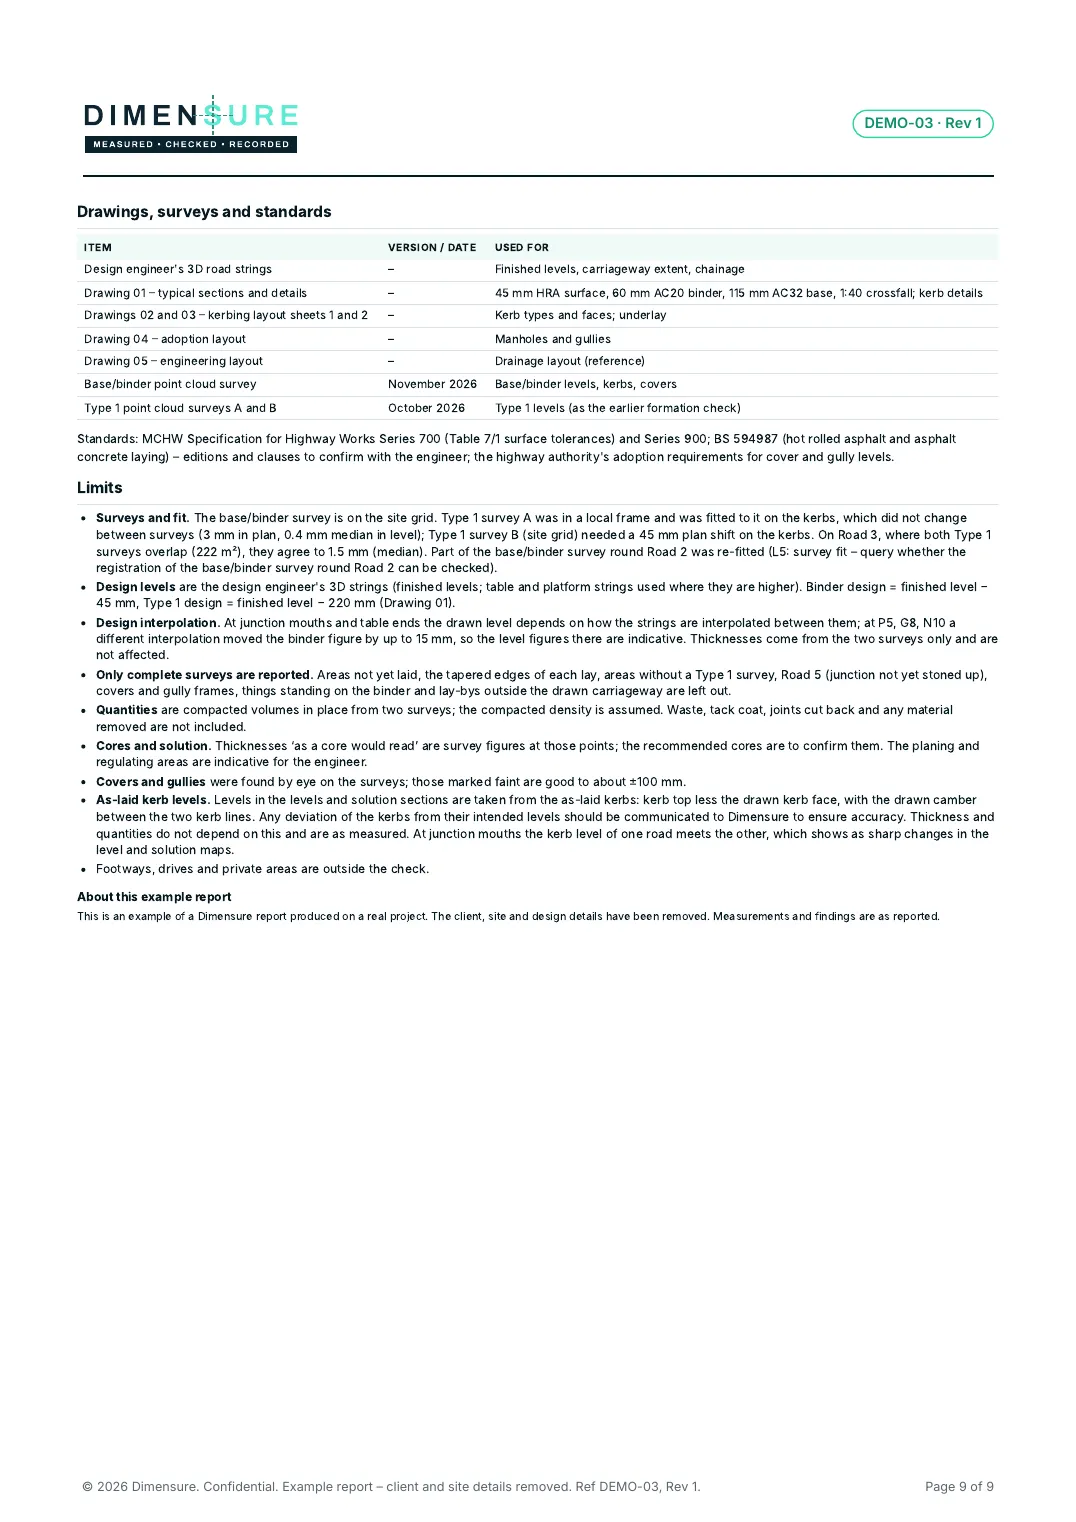 DIMENSURE
MEASURED • CHECKED • RECORDED
DEMO-03 · Rev 1
Drawings, surveys and standards
ITEM VERSION / DATE USED FOR
Design engineer's 3D road strings – Finished levels, carriageway extent, chainage
Drawing 01 – typical sections and details – 45 mm HRA surface, 60 mm AC20 binder, 115 mm AC32 base, 1:40 crossfall; kerb details
Drawings 02 and 03 – kerbing layout sheets 1 and 2 – Kerb types and faces; underlay
Drawing 04 – adoption layout – Manholes and gullies
Drawing 05 – engineering layout – Drainage layout (reference)
Base/binder point cloud survey November 2026 Base/binder levels, kerbs, covers
Type 1 point cloud surveys A and B October 2026 Type 1 levels (as the earlier formation check)
Standards: MCHW Specification for Highway Works Series 700 (Table 7/1 surface tolerances) and Series 900; BS 594987 (hot rolled asphalt and asphalt
concrete laying) – editions and clauses to confirm with the engineer; the highway authority's adoption requirements for cover and gully levels.
Limits
• Surveys and fit. The base/binder survey is on the site grid. Type 1 survey A was in a local frame and was fitted to it on the kerbs, which did not change
between surveys (3 mm in plan, 0.4 mm median in level); Type 1 survey B (site grid) needed a 45 mm plan shift on the kerbs. On Road 3, where both Type 1
surveys overlap (222 m²), they agree to 1.5 mm (median). Part of the base/binder survey round Road 2 was re-fitted (L5: survey fit – query whether the
registration of the base/binder survey round Road 2 can be checked).
• Design levels are the design engineer's 3D strings (finished levels; table and platform strings used where they are higher). Binder design = finished level −
45 mm, Type 1 design = finished level − 220 mm (Drawing 01).
• Design interpolation. At junction mouths and table ends the drawn level depends on how the strings are interpolated between them; at P5, G8, N10 a
different interpolation moved the binder figure by up to 15 mm, so the level figures there are indicative. Thicknesses come from the two surveys only and are
not affected.
• Only complete surveys are reported. Areas not yet laid, the tapered edges of each lay, areas without a Type 1 survey, Road 5 (junction not yet stoned up),
covers and gully frames, things standing on the binder and lay-bys outside the drawn carriageway are left out.
• Quantities are compacted volumes in place from two surveys; the compacted density is assumed. Waste, tack coat, joints cut back and any material
removed are not included.
• Cores and solution. Thicknesses ‘as a core would read’ are survey figures at those points; the recommended cores are to confirm them. The planing and
regulating areas are indicative for the engineer.
• Covers and gullies were found by eye on the surveys; those marked faint are good to about ±100 mm.
• As-laid kerb levels. Levels in the levels and solution sections are taken from the as-laid kerbs: kerb top less the drawn kerb face, with the drawn camber
between the two kerb lines. Any deviation of the kerbs from their intended levels should be communicated to Dimensure to ensure accuracy. Thickness and
quantities do not depend on this and are as measured. At junction mouths the kerb level of one road meets the other, which shows as sharp changes in the
level and solution maps.
• Footways, drives and private areas are outside the check.
About this example report
This is an example of a Dimensure report produced on a real project. The client, site and design details have been removed. Measurements and findings are as reported.
© 2026 Dimensure. Confidential. Example report – client and site details removed. Ref DEMO-03, Rev 1.
Page 9 of 9